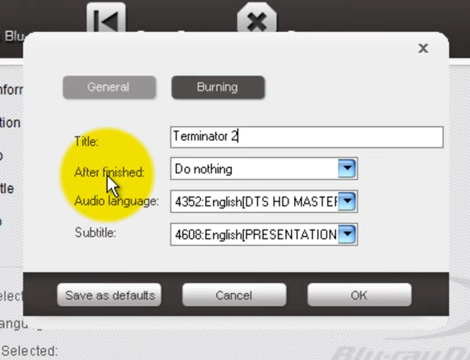 Blu
x
General Burning
Title: Terminator 2
After finished: Do nothing
Audio language: 4352:English[DTS HD MASTER
Subtitle: 4608:English[PRESENTATION
Save as defaults Cancel OK
Selected: